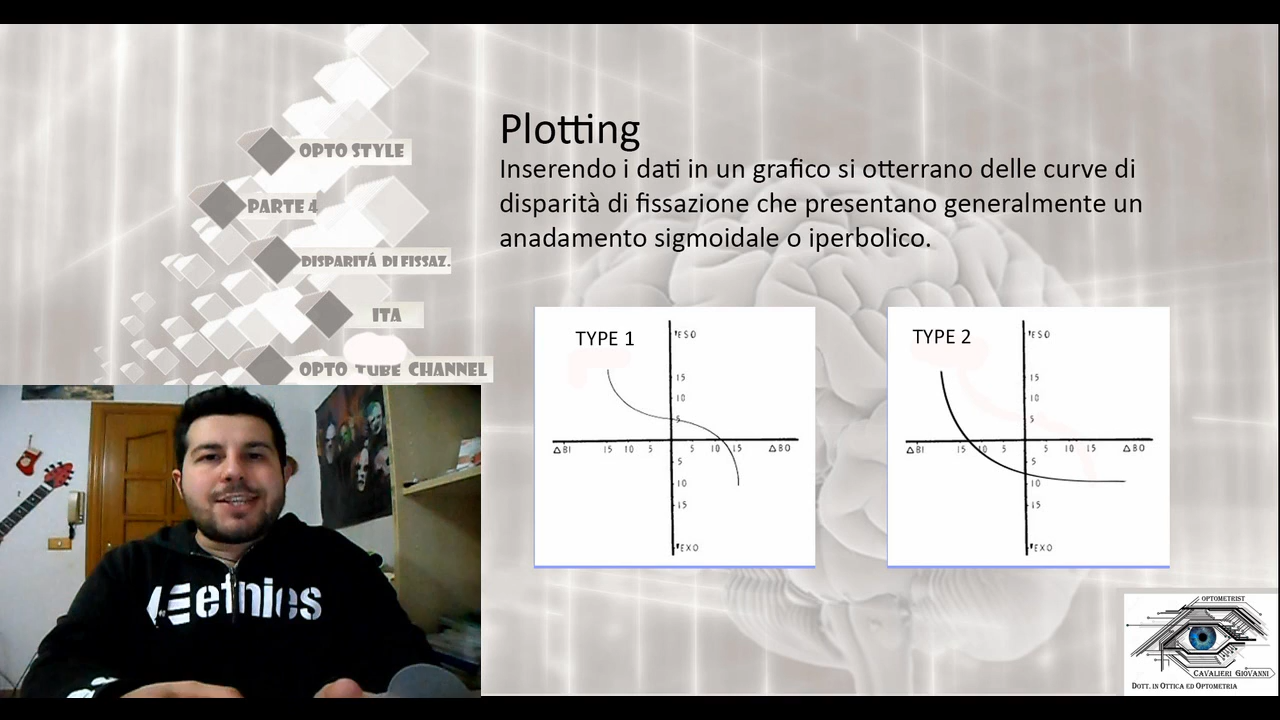 OPTO STYLE
PARTE 4
DISPARITÁ DI FISSAZ.
ITA
OPTO TUBE CHANNEL
Plotting
Inserendo i dati in un grafico si otterrano delle curve di
disparità di fissazione che presentano generalmente un
anadamento sigmoidale o iperbolico.
TYPE 1
ESO
15
10
5
ΔBI 15 10 5 5 10 15 ΔBO
5
10
15
EXO
TYPE 2
ESO
15
10
5
ΔBI 15 10 5 5 10 15 ΔBO
5
10
15
EXO
etnies
OPTOMETRIST
CAVALIERI GIOVANNI
DOTT. IN OTTICA ED OPTOMETRIA